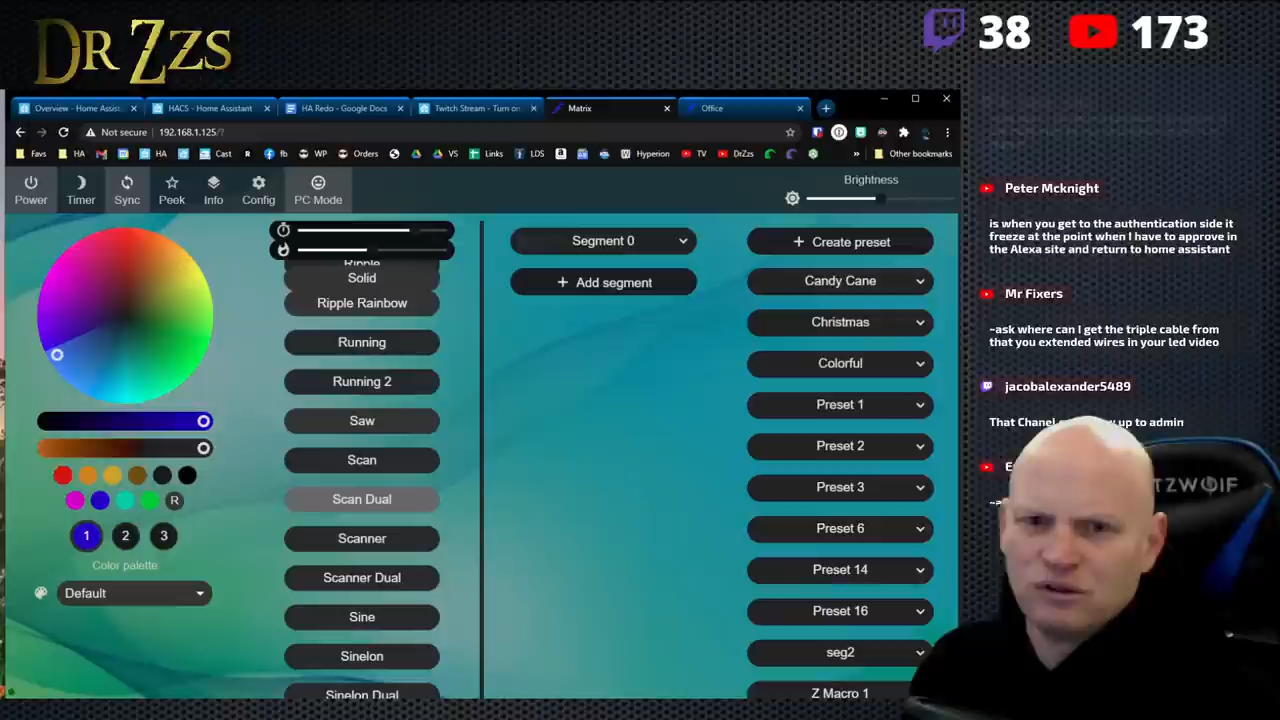 DR ZZS
38
173
Overview - Home Assist
HACS - Home Assistant
HA Redo - Google Docs
Twitch Stream - Turn on
Matrix
Office
Not secure
192.168.1.125/?
Favs
HA
HA
Cast
fb
WP
Orders
VS
Links
LDS
Hyperion
TV
DrZzs
Other bookmarks
Power
Timer
Sync
Peek
Info
Config
PC Mode
Brightness
Ripple
Solid
Ripple Rainbow
Running
Running 2
Saw
Scan
Scan Dual
Scanner
Scanner Dual
Sine
Sinelon
Sinelon Dual
R
1
2
3
Color palette
Default
Segment 0
+ Add segment
+ Create preset
Candy Cane
Christmas
Colorful
Preset 1
Preset 2
Preset 3
Preset 6
Preset 14
Preset 16
seg2
Z Macro 1
Peter Mcknight
is when you get to the authentication side it
freeze at the point when I have to approve in
the Alexa site and return to home assistant
Mr Fixers
~ask where can I get the triple cable from
that you extended wires in your led video
jacobalexander5489
That Chanel
up to admin